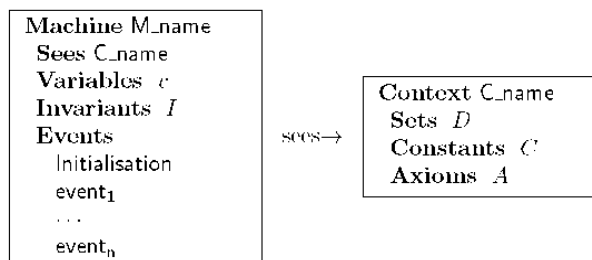 Machine M_name
Sees C_name
Variables v
Invariants I
Events
Initialisation
event₁
...
eventₙ
sees→
Context C_name
Sets D
Constants C
Axioms A